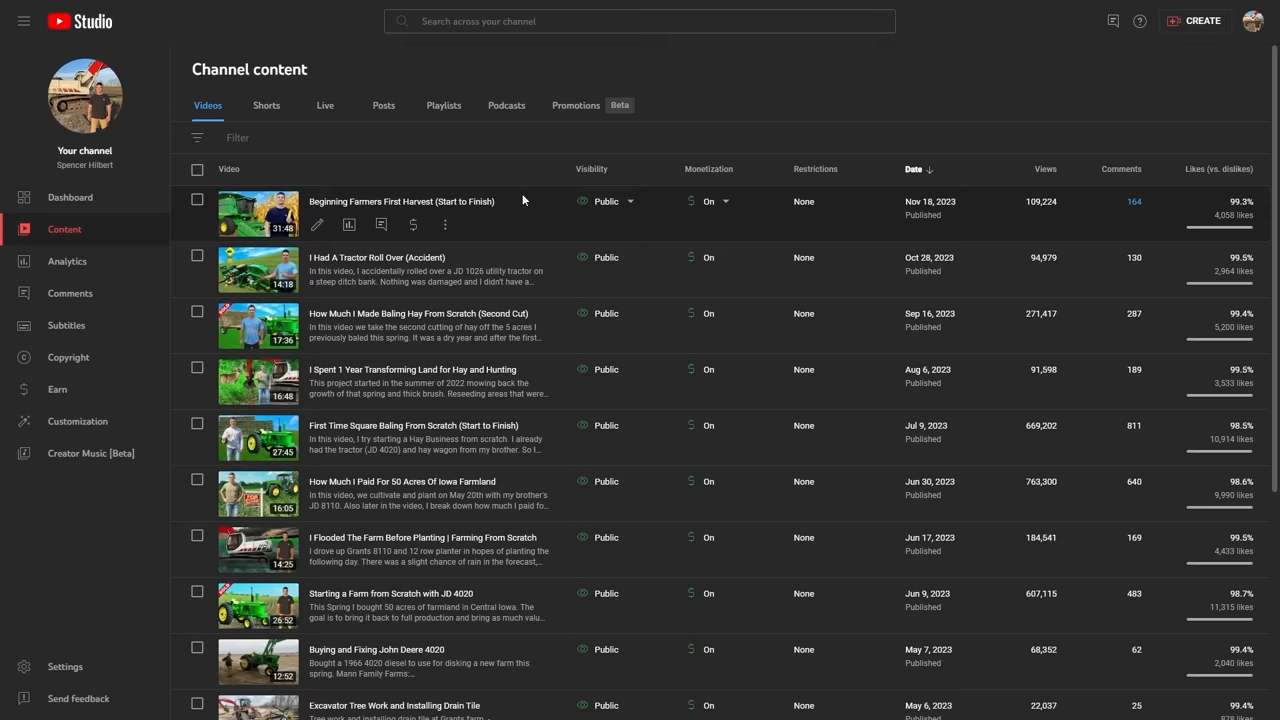 Studio
Search across your channel
CREATE
Your channel
Spencer Hilbert
Dashboard
Content
Analytics
Comments
Subtitles
Copyright
Earn
Customization
Creator Music [Beta]
Settings
Send feedback
Channel content
Videos Shorts Live Posts Playlists Podcasts Promotions Beta
Filter
Video Visibility Monetization Restrictions Date Views Comments Likes (vs. dislikes)
Beginning Farmers First Harvest (Start to Finish) Public On None Nov 18, 2023 109,224 164 99.3%
Published 4,058 likes
31:48
I Had A Tractor Roll Over (Accident) Public On None Oct 28, 2023 94,979 130 99.5%
In this video, I accidentally rolled over a JD 1026 utility tractor on Published 2,964 likes
a steep ditch bank. Nothing was damaged and I didn't have a...
14:18
How Much I Made Baling Hay From Scratch (Second Cut) Public On None Sep 16, 2023 271,417 287 99.4%
In this video we take the second cutting of hay off the 5 acres I Published 5,200 likes
previously baled this spring. It was a dry year and after the first...
17:36
I Spent 1 Year Transforming Land for Hay and Hunting Public On None Aug 6, 2023 91,598 189 99.5%
This project started in the summer of 2022 mowing back the Published 3,533 likes
growth of that spring and thick brush. Reseeding areas that were...
16:48
First Time Square Baling From Scratch (Start to Finish) Public On None Jul 9, 2023 669,202 811 98.5%
In this video, I try starting a Hay Business from scratch. I already Published 10,914 likes
had the tractor (JD 4020) and hay wagon from my brother. So I...
27:45
How Much I Paid For 50 Acres Of Iowa Farmland Public On None Jun 30, 2023 763,300 640 98.6%
In this video, we cultivate and plant on May 20th with my brother's Published 9,990 likes
JD 8110. Also later in the video, I break down how much I paid fo...
16:05
I Flooded The Farm Before Planting | Farming From Scratch Public On None Jun 17, 2023 184,541 169 99.5%
I drove up Grants 8110 and 12 row planter in hopes of planting the Published 4,433 likes
following day. There was a slight chance of rain in the forecast,...
14:25
Starting a Farm from Scratch with JD 4020 Public On None Jun 9, 2023 607,115 483 98.7%
This Spring I bought 50 acres of farmland in Central Iowa. The Published 11,315 likes
goal is to bring it back to full production and bring as much valu...
26:52
Buying and Fixing John Deere 4020 Public On None May 7, 2023 68,352 62 99.4%
Bought a 1966 4020 diesel to use for disking a new farm this Published 2,040 likes
spring. Mann Family Farms:...
12:52
Excavator Tree Work and Installing Drain Tile Public On None May 6, 2023 22,037 25 99.4%
Tree work and installing drain tile at Grants farm. Published 878 likes